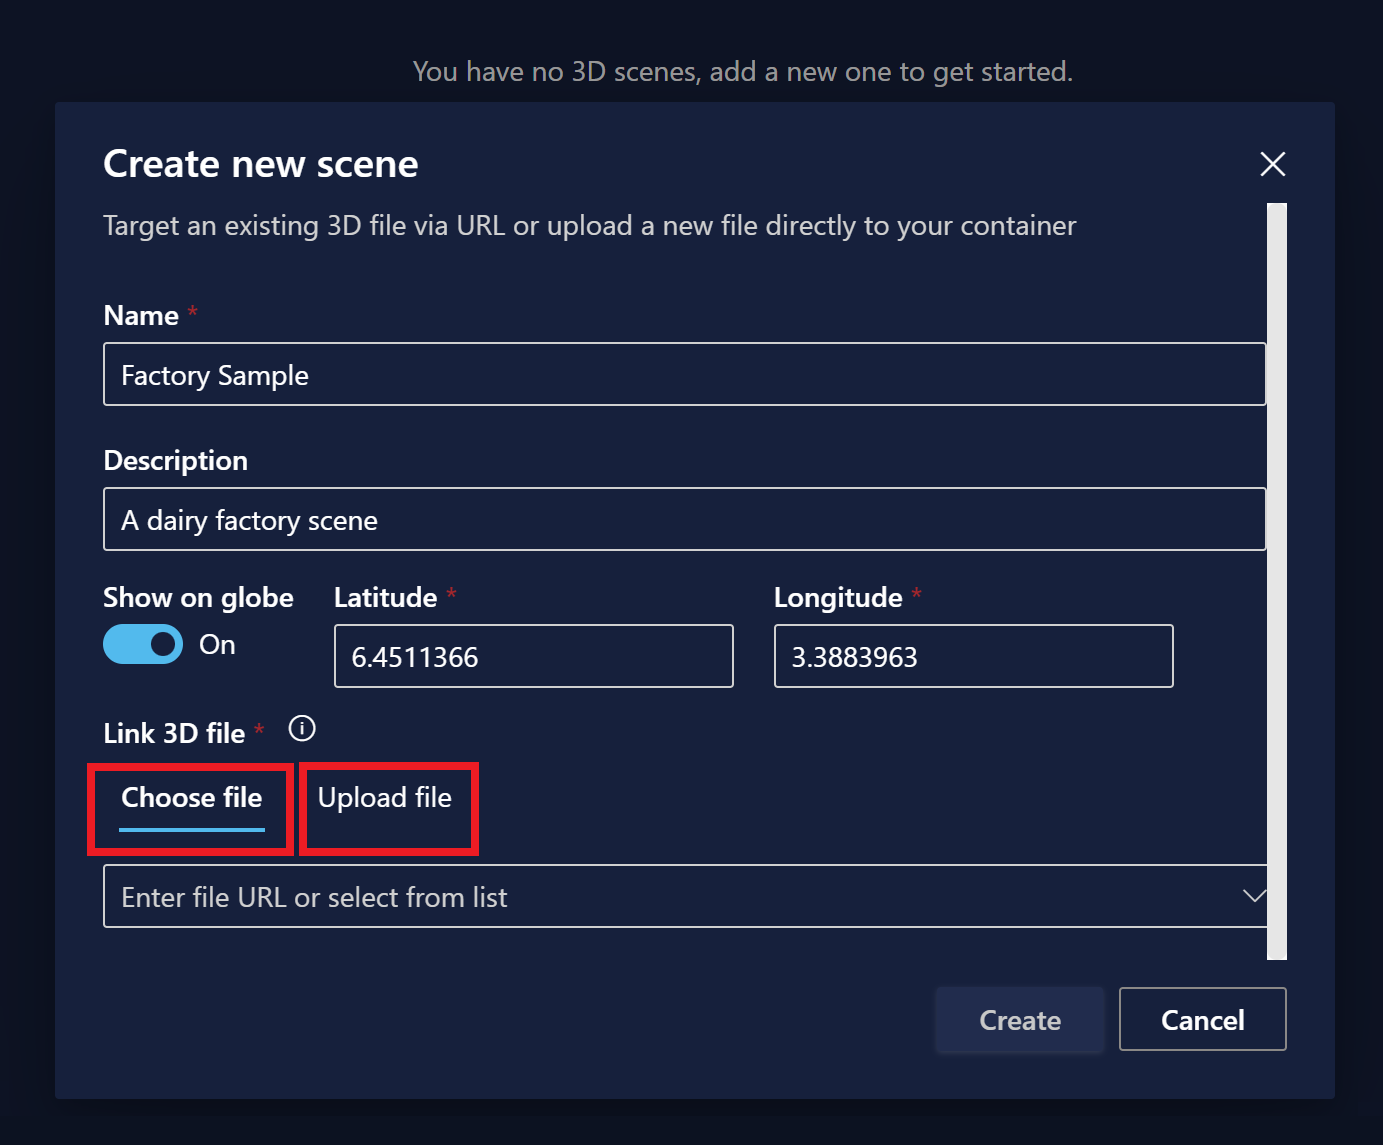 You have no 3D scenes, add a new one to get started.
Create new scene
Target an existing 3D file via URL or upload a new file directly to your container
Name *
Factory Sample
Description
A dairy factory scene
Show on globe Latitude * Longitude *
On 6.4511366 3.3883963
Link 3D file *
Choose file Upload file
Enter file URL or select from list
Create Cancel